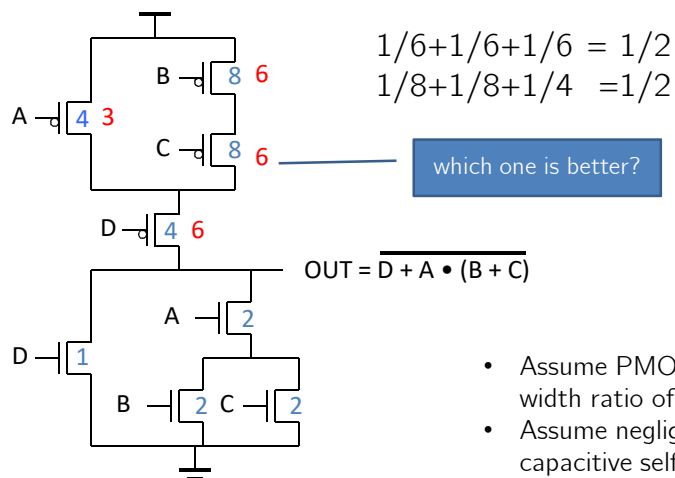 1/6+1/6+1/6 = 1/2
1/8+1/8+1/4 =1/2
B 8 6
A 4 3
C 8 6
which one is better?
D 4 6
OUT = D + A • (B + C)
A 2
D 1
B 2 C 2
• Assume PMO
width ratio of
• Assume neglig
capacitive self